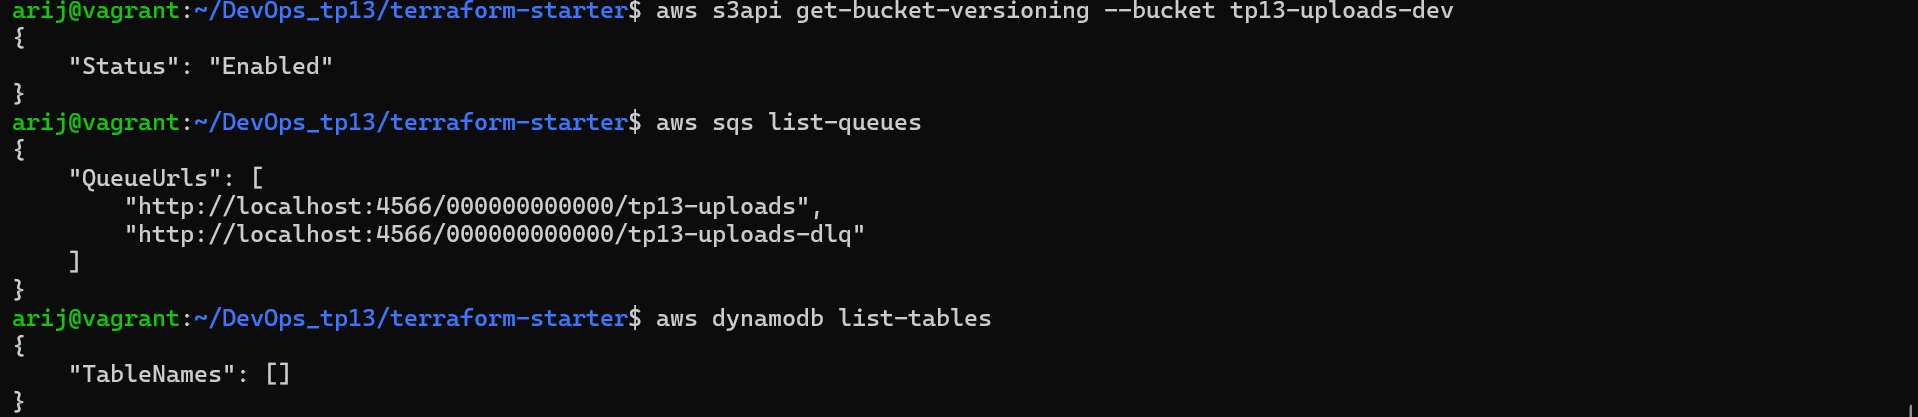 arij@vagrant:~/DevOps_tp13/terraform-starter$ aws s3api get-bucket-versioning --bucket tp13-uploads-dev
{
    "Status": "Enabled"
}
arij@vagrant:~/DevOps_tp13/terraform-starter$ aws sqs list-queues
{
    "QueueUrls": [
        "http://localhost:4566/000000000000/tp13-uploads",
        "http://localhost:4566/000000000000/tp13-uploads-dlq"
    ]
}
arij@vagrant:~/DevOps_tp13/terraform-starter$ aws dynamodb list-tables
{
    "TableNames": []
}